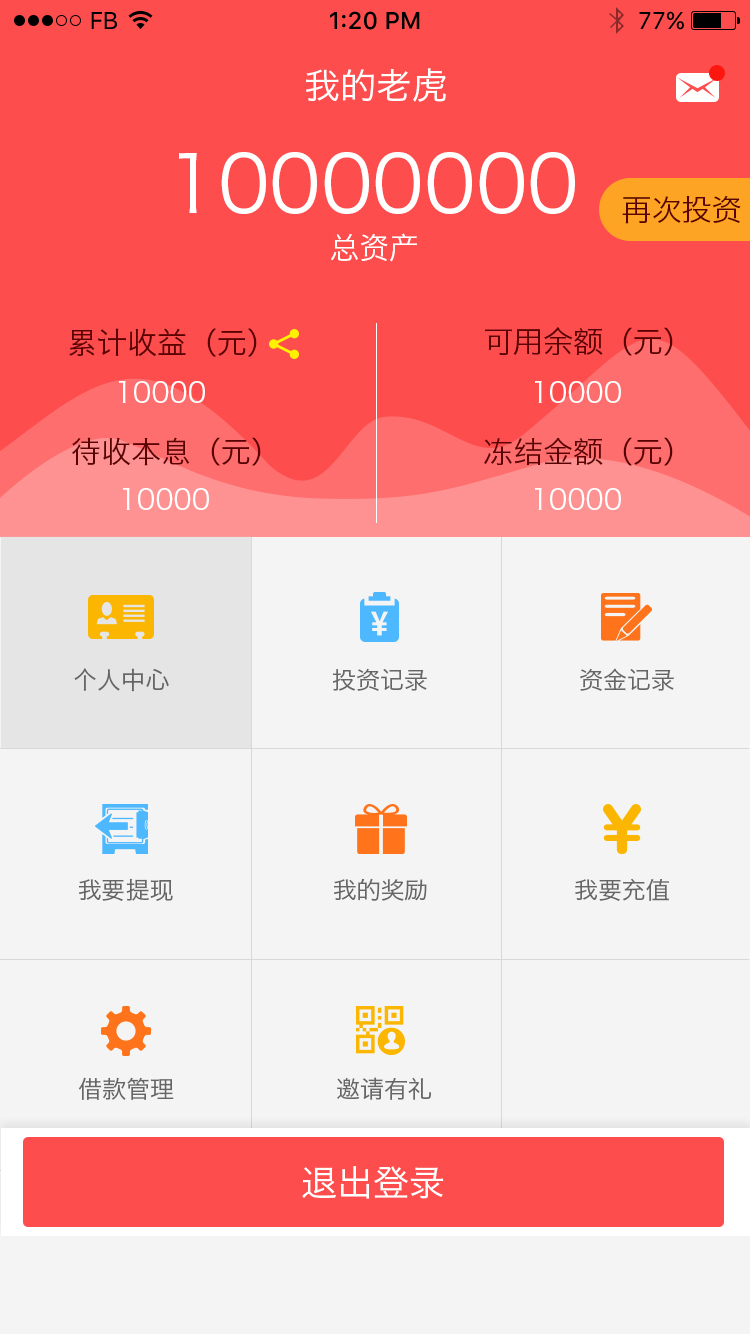 FB 1:20 PM 77%
我的老虎
10000000
再次投资
总资产
累计收益（元） 可用余额（元）
10000 10000
待收本息（元） 冻结金额（元）
10000 10000
个人中心 投资记录 资金记录
我要提现 我的奖励 我要充值
借款管理 邀请有礼
退出登录